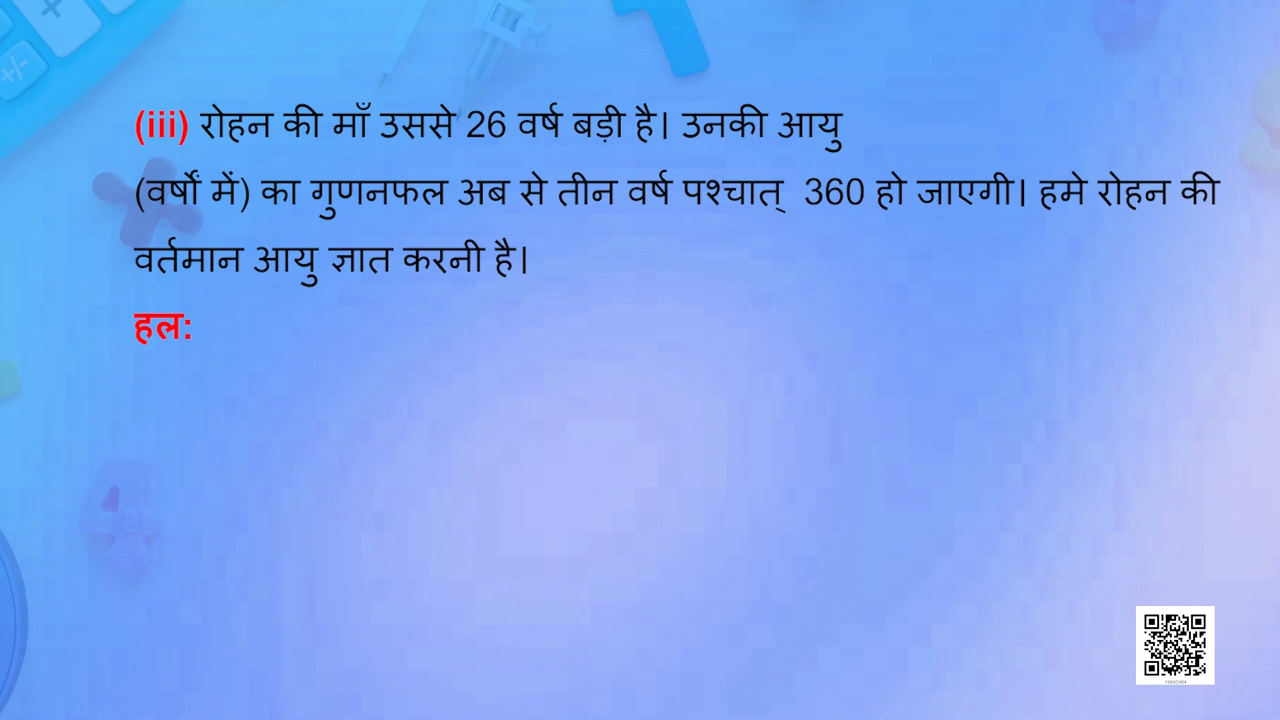 (iii) रोहन की माँ उससे 26 वर्ष बड़ी है। उनकी आयु
(वर्षों में) का गुणनफल अब से तीन वर्ष पश्चात् 360 हो जाएगी। हमे रोहन की
वर्तमान आयु ज्ञात करनी है।
हल: